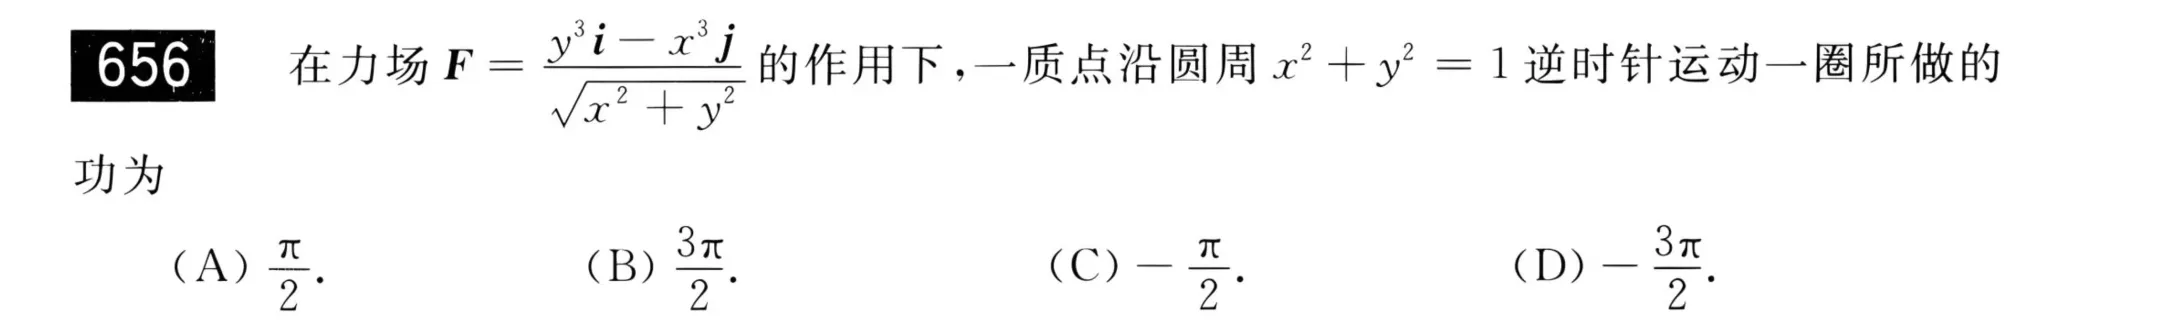 656 在力场 $\boldsymbol{F} = \frac{y^3\boldsymbol{i} - x^3\boldsymbol{j}}{\sqrt{x^2 + y^2}}$ 的作用下,一质点沿圆周 $x^2 + y^2 = 1$ 逆时针运动一圈所做的
功为
(A) $\frac{\pi}{2}$. (B) $\frac{3\pi}{2}$. (C) $-\frac{\pi}{2}$. (D) $-\frac{3\pi}{2}$.